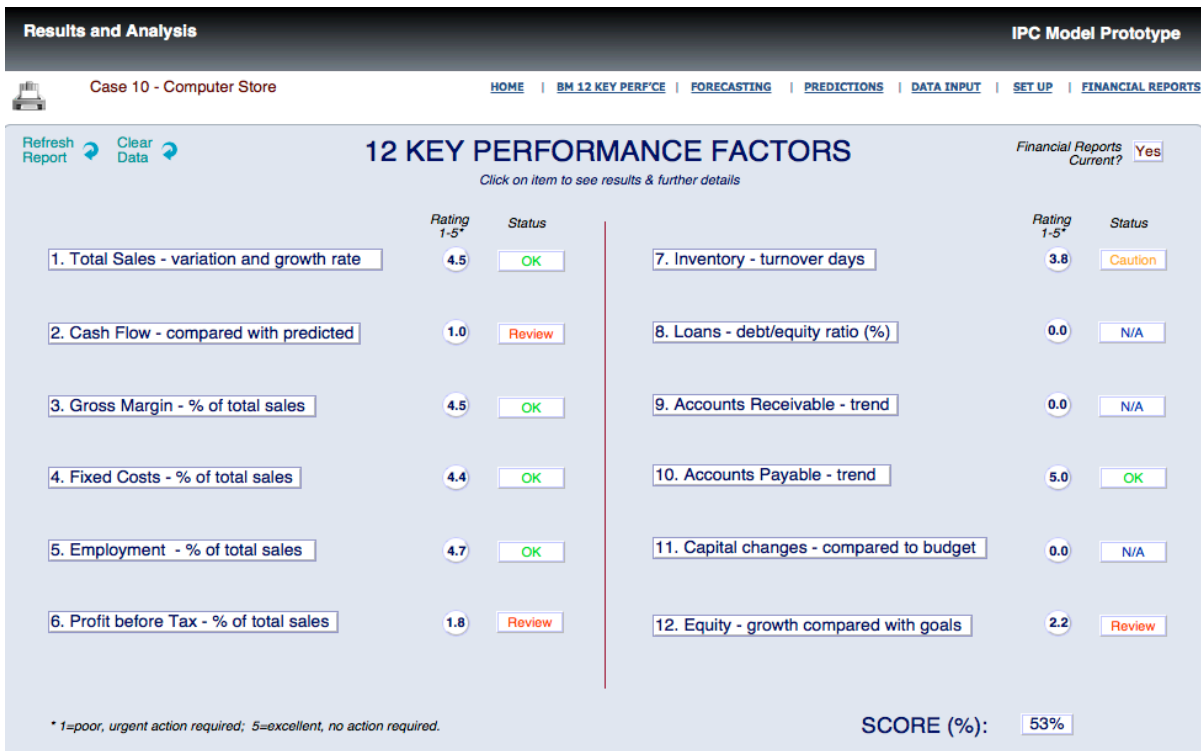 Results and Analysis
IPC Model Prototype
Case 10 - Computer Store
HOME | BM 12 KEY PERF'CE | FORECASTING | PREDICTIONS | DATA INPUT | SET UP | FINANCIAL REPORTS
Refresh Report
Clear Data
12 KEY PERFORMANCE FACTORS
Click on item to see results & further details
Financial Reports Current? Yes
Rating 1-5* Status
1. Total Sales - variation and growth rate 4.5 OK
2. Cash Flow - compared with predicted 1.0 Review
3. Gross Margin - % of total sales 4.5 OK
4. Fixed Costs - % of total sales 4.4 OK
5. Employment - % of total sales 4.7 OK
6. Profit before Tax - % of total sales 1.8 Review
Rating 1-5* Status
7. Inventory - turnover days 3.8 Caution
8. Loans - debt/equity ratio (%) 0.0 N/A
9. Accounts Receivable - trend 0.0 N/A
10. Accounts Payable - trend 5.0 OK
11. Capital changes - compared to budget 0.0 N/A
12. Equity - growth compared with goals 2.2 Review
* 1=poor, urgent action required; 5=excellent, no action required.
SCORE (%): 53%